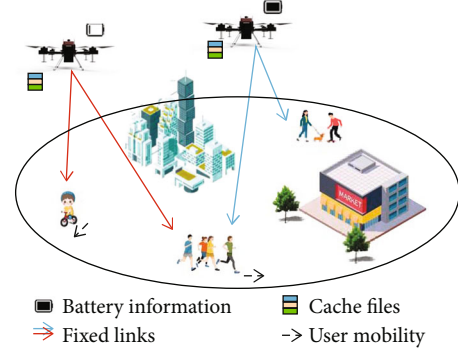 MARKET
Battery information
Cache files
Fixed links
User mobility